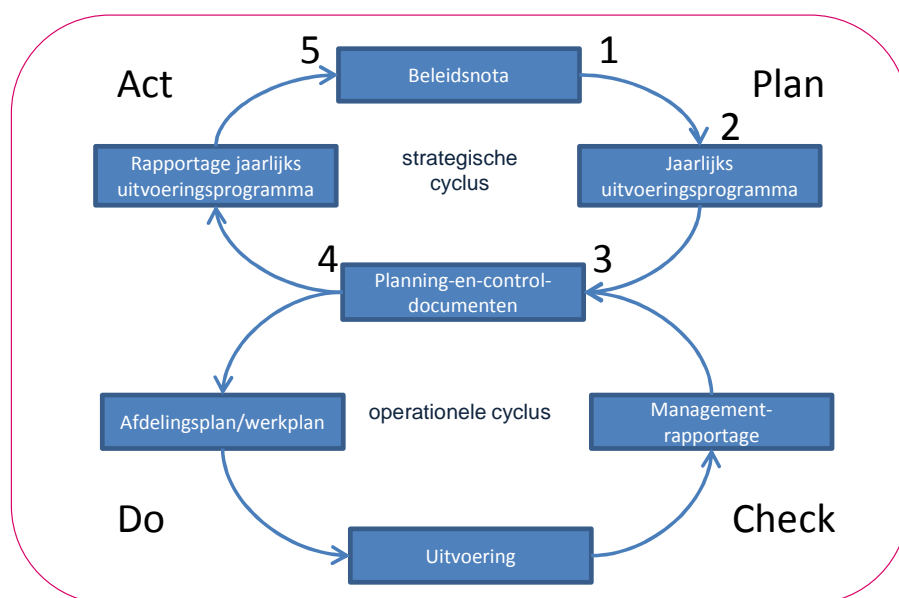 5
1
Act
Beleidsnota
Plan
2
Rapportage jaarlijks
uitvoeringsprogramma
strategische
cyclus
Jaarlijks
uitvoeringsprogramma
4
3
Planning-en-control-
documenten
Afdelingsplan/werkplan
operationele cyclus
Management-
rapportage
Do
Check
Uitvoering